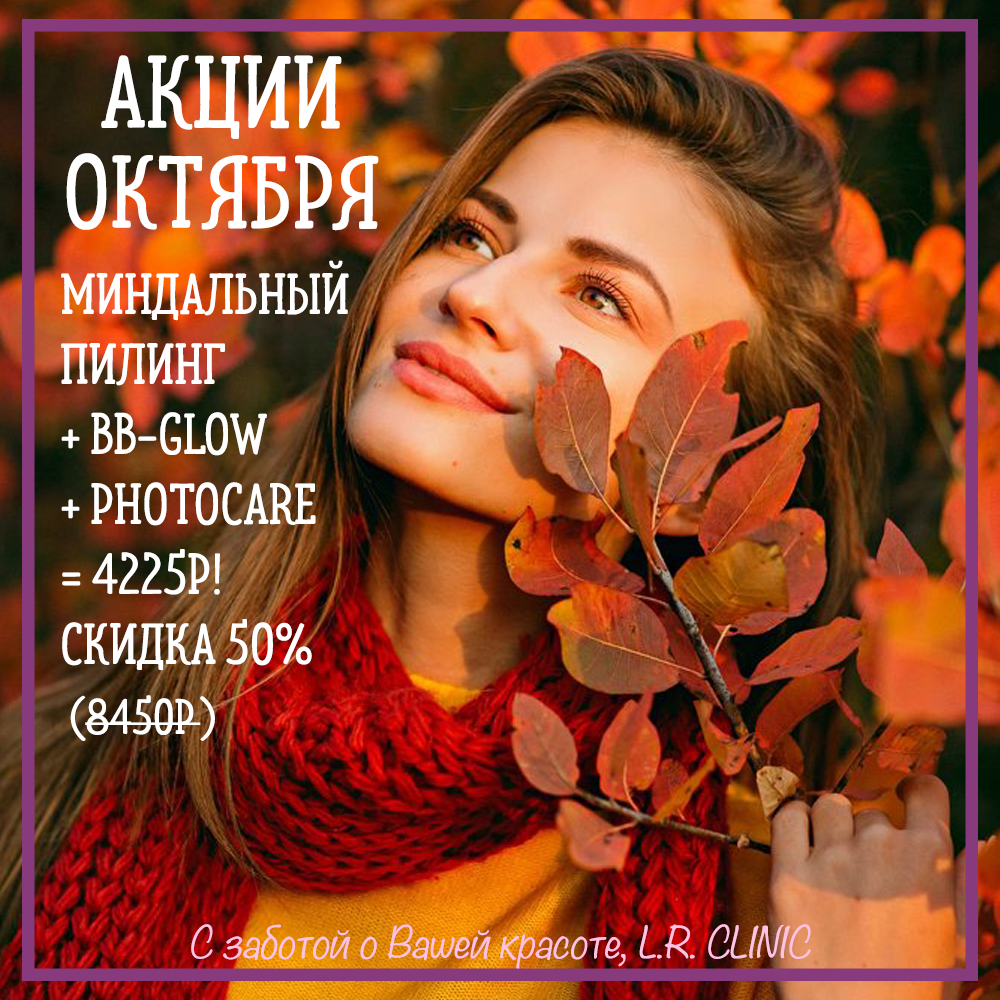 АКЦИИ
ОКТЯБРЯ
МИНДАЛЬНЫЙ
ПИЛИНГ
+ BB-GLOW
+ PHOTOCARE
= 4225Р!
СКИДКА 50%
(8450Р)
С заботой о Вашей красоте, L.R. CLINIC